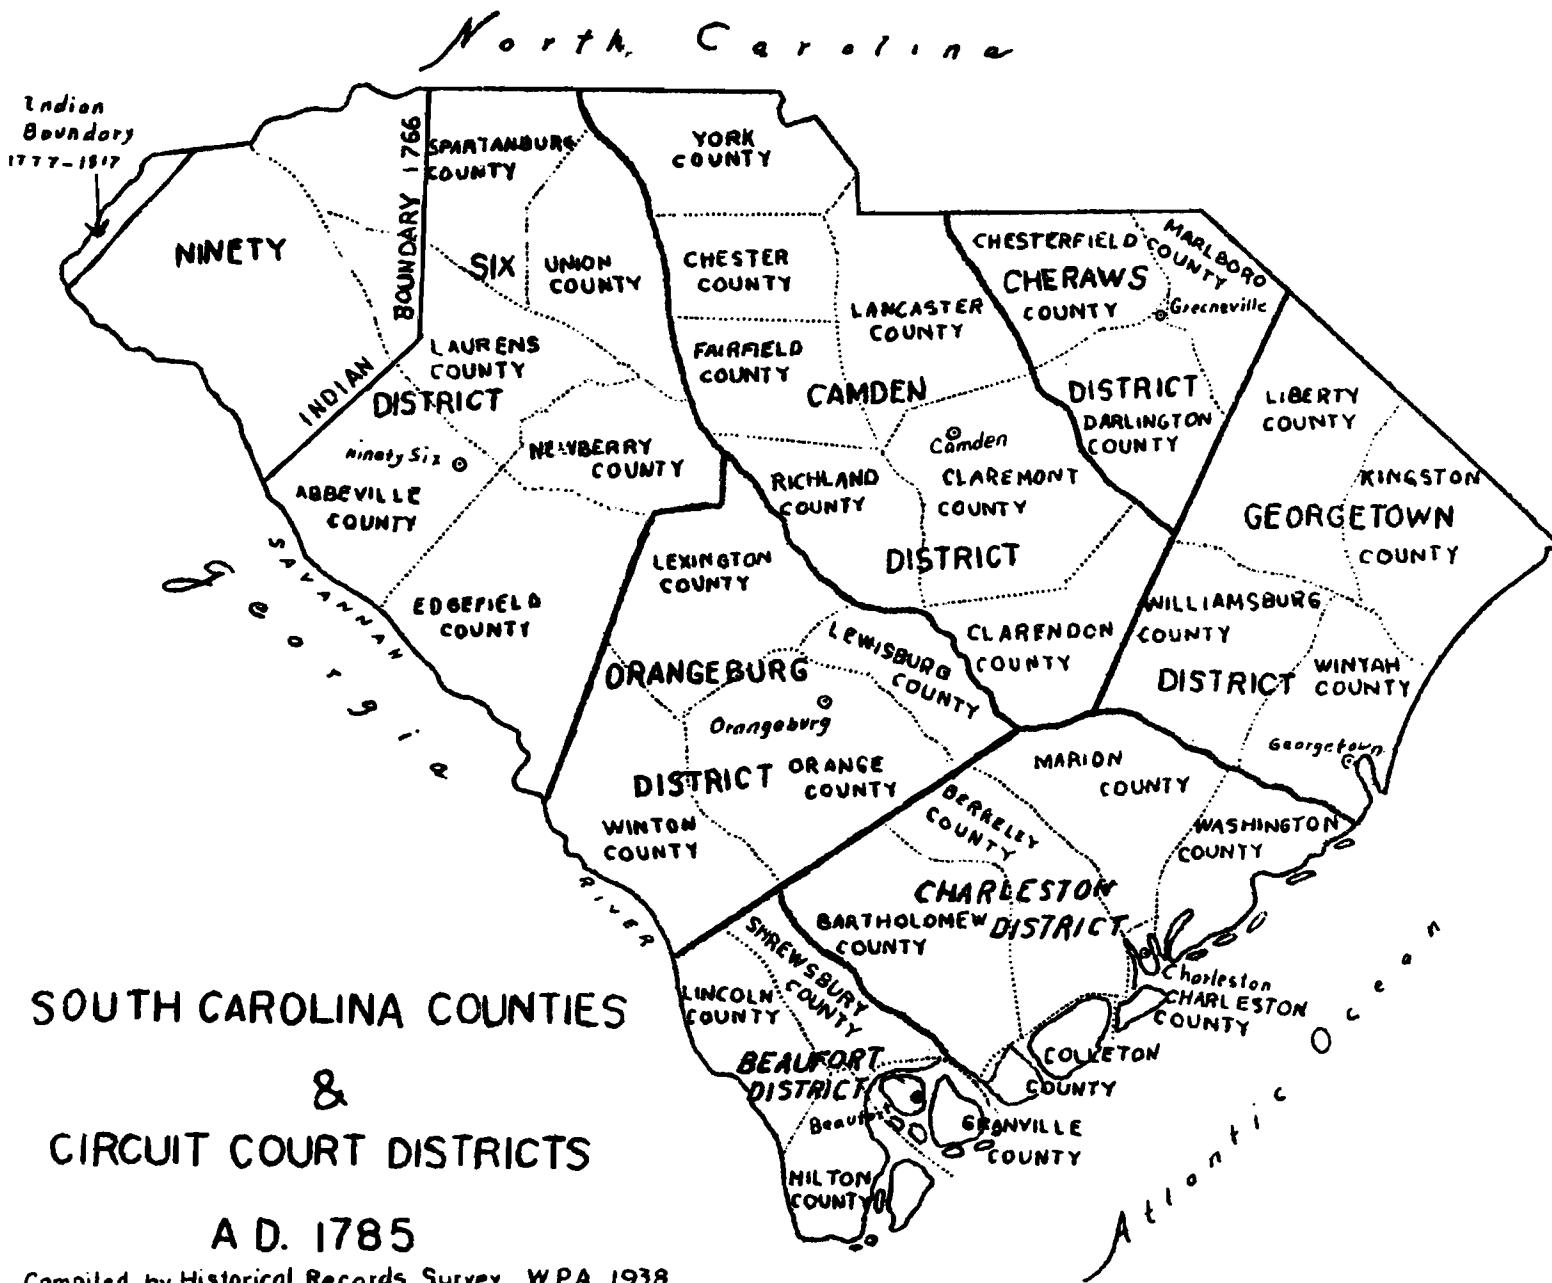 North Carolina
Indian
Boundary
1777-1817
BOUNDARY 1766
INDIAN
SPARTANBURG
COUNTY
YORK
COUNTY
NINETY
SIX
DISTRICT
UNION
COUNTY
CHESTER
COUNTY
LANCASTER
COUNTY
CHESTERFIELD
COUNTY
CHERAWS
DISTRICT
MARLBORO
COUNTY
Greeneville
LAURENS
COUNTY
FAIRFIELD
COUNTY
CAMDEN
DISTRICT
Camden
DARLINGTON
COUNTY
LIBERTY
COUNTY
Ninety Six
NEWBERRY
COUNTY
ABBEVILLE
COUNTY
RICHLAND
COUNTY
CLAREMONT
COUNTY
KINGSTON
COUNTY
GEORGETOWN
DISTRICT
SAVANNAH
RIVER
Georgia
EDGEFIELD
COUNTY
LEXINGTON
COUNTY
LEWISBURG
COUNTY
CLARENDON
COUNTY
WILLIAMSBURG
COUNTY
WINYAH
COUNTY
Georgetown
ORANGEBURG
DISTRICT
Orangeburg
ORANGE
COUNTY
WINTON
COUNTY
MARION
COUNTY
BERKELEY
COUNTY
WASHINGTON
COUNTY
CHARLESTON
DISTRICT
BARTHOLOMEW
COUNTY
Charleston
CHARLESTON
COUNTY
SHREWSBURY
COUNTY
LINCOLN
COUNTY
BEAUFORT
DISTRICT
Beaufort
COLLETON
COUNTY
GRANVILLE
COUNTY
HILTON
COUNTY
Atlantic Ocean
SOUTH CAROLINA COUNTIES
&
CIRCUIT COURT DISTRICTS
A D. 1785
Compiled by Historical Records Survey, W.P.A. 1938